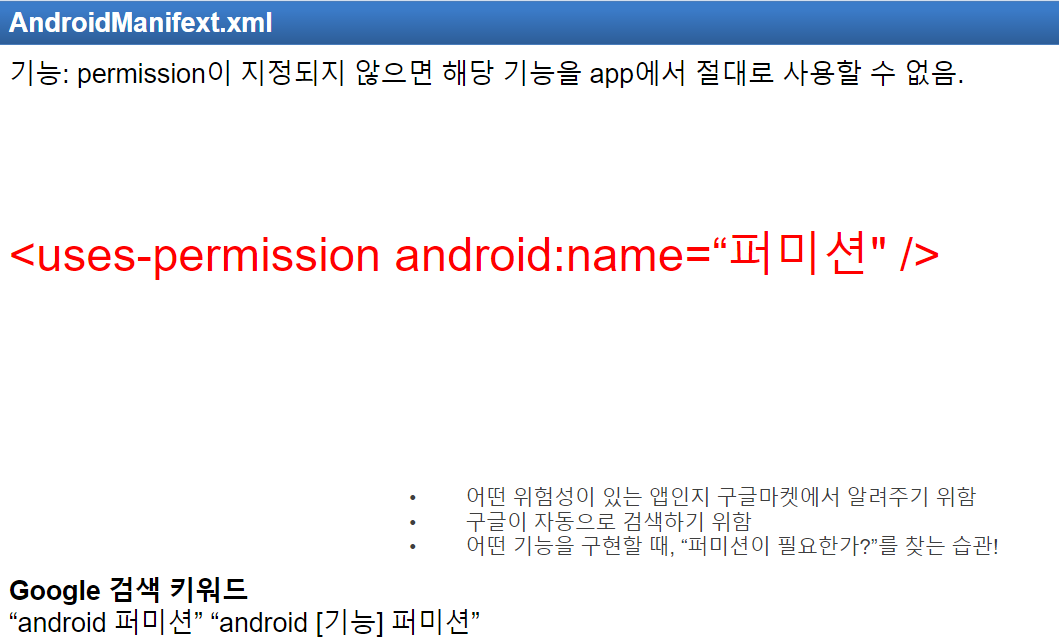 AndroidManifext.xml
기능: permission이 지정되지 않으면 해당 기능을 app에서 절대로 사용할 수 없음.
<uses-permission android:name=“퍼미션" />
• 어떤 위험성이 있는 앱인지 구글마켓에서 알려주기 위함
• 구글이 자동으로 검색하기 위함
• 어떤 기능을 구현할 때, “퍼미션이 필요한가?”를 찾는 습관!
Google 검색 키워드
“android 퍼미션” “android [기능] 퍼미션”